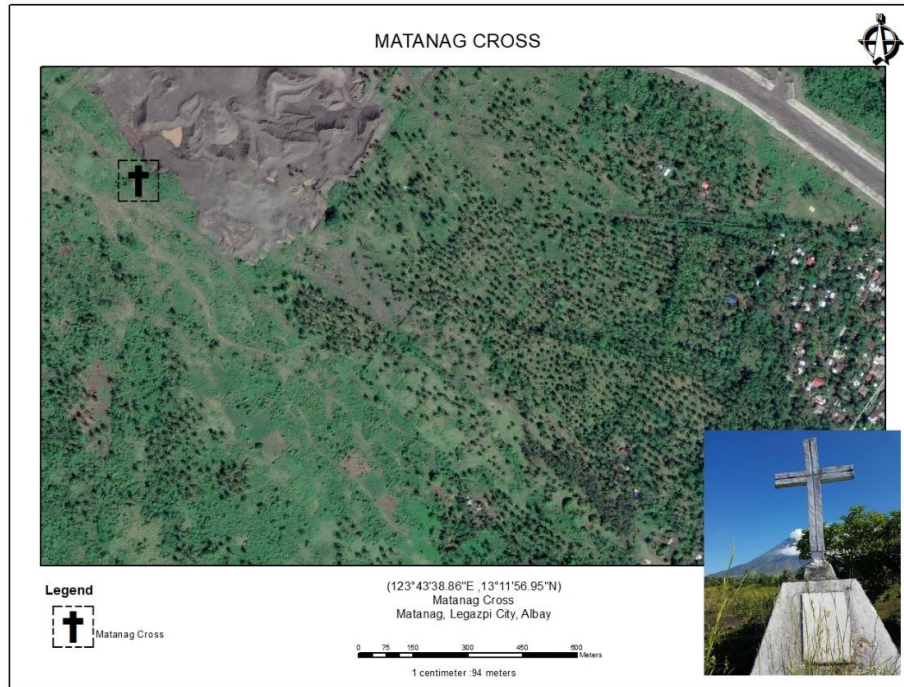 MATANAG CROSS
Legend
Matanag Cross
(123°43'38.86"E ,13°11'56.95"N)
Matanag Cross
Matanag, Legazpi City, Albay
0 75 150 300 450 600
Meters
1 centimeter :94 meters